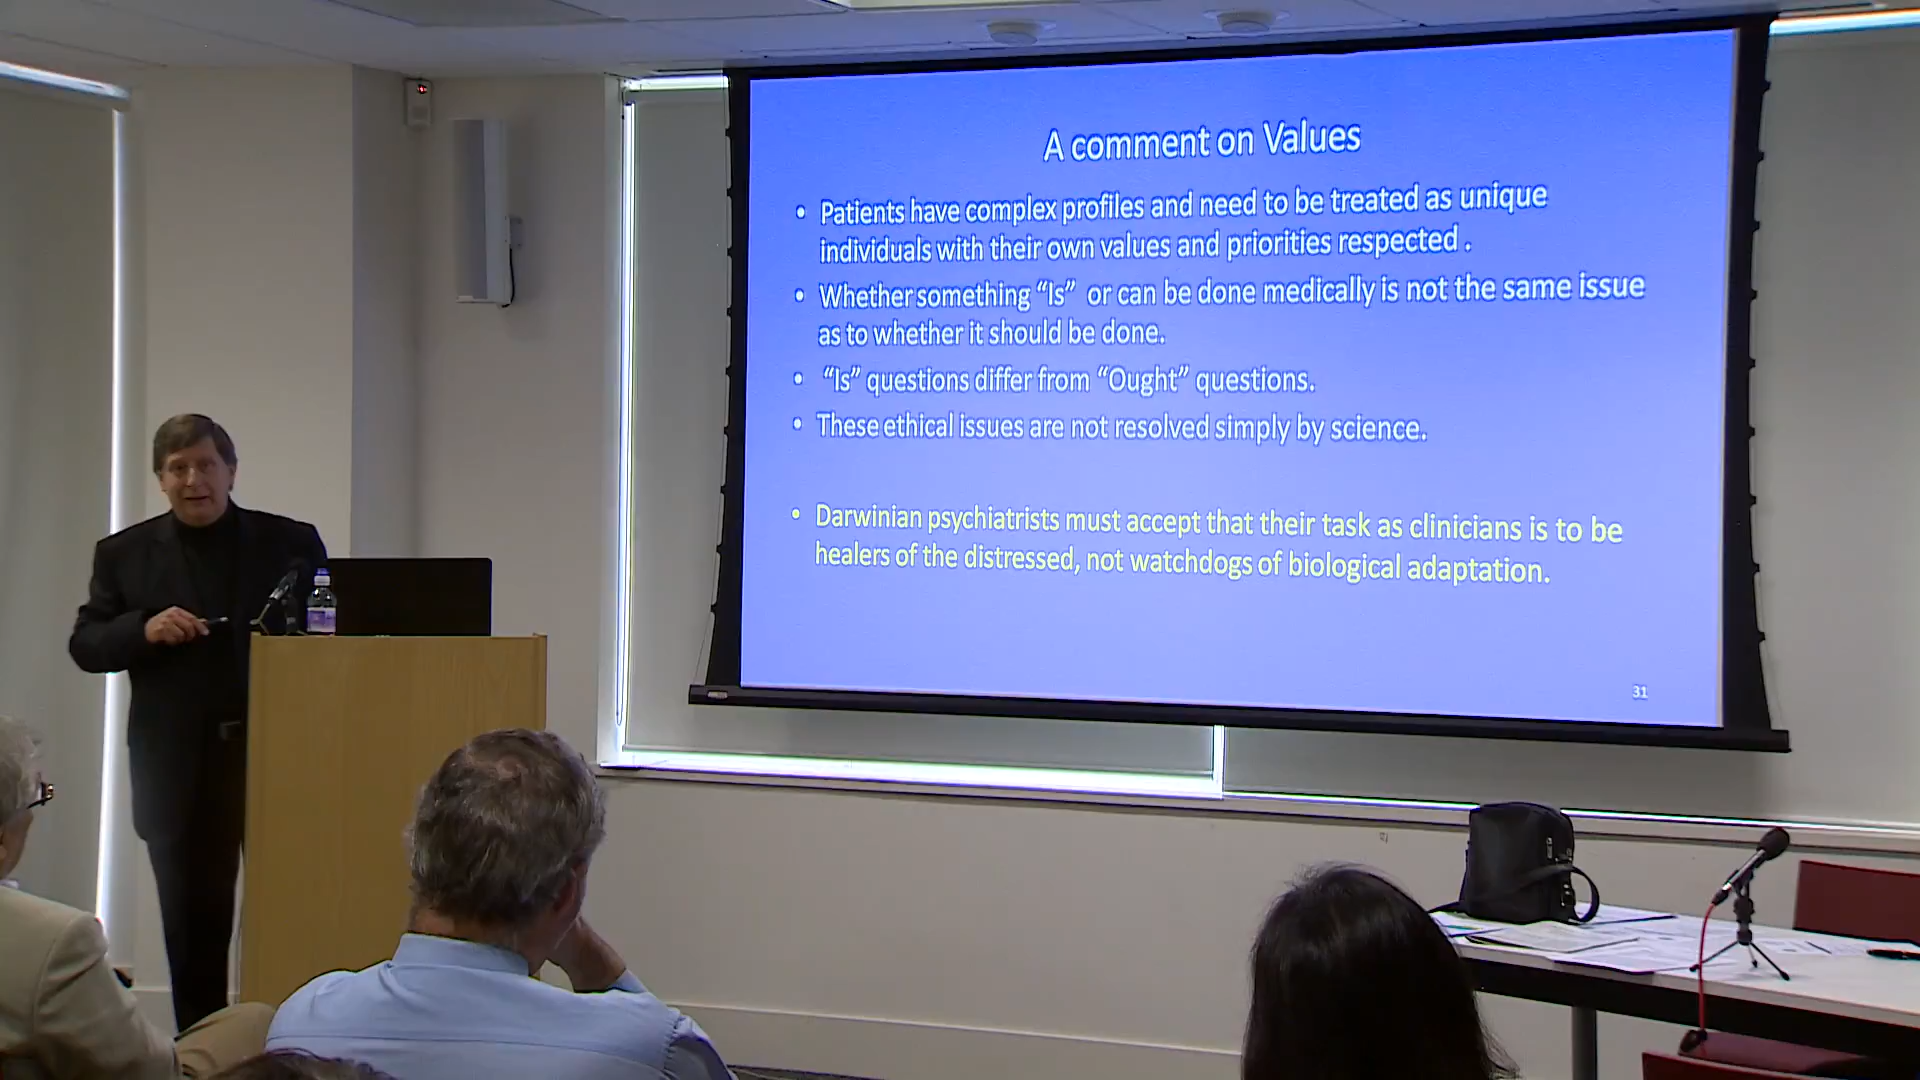 A comment on Values
• Patients have complex profiles and need to be treated as unique
individuals with their own values and priorities respected .
• Whether something “Is” or can be done medically is not the same issue
as to whether it should be done.
• “Is” questions differ from “Ought” questions.
• These ethical issues are not resolved simply by science.
• Darwinian psychiatrists must accept that their task as clinicians is to be
healers of the distressed, not watchdogs of biological adaptation.
31